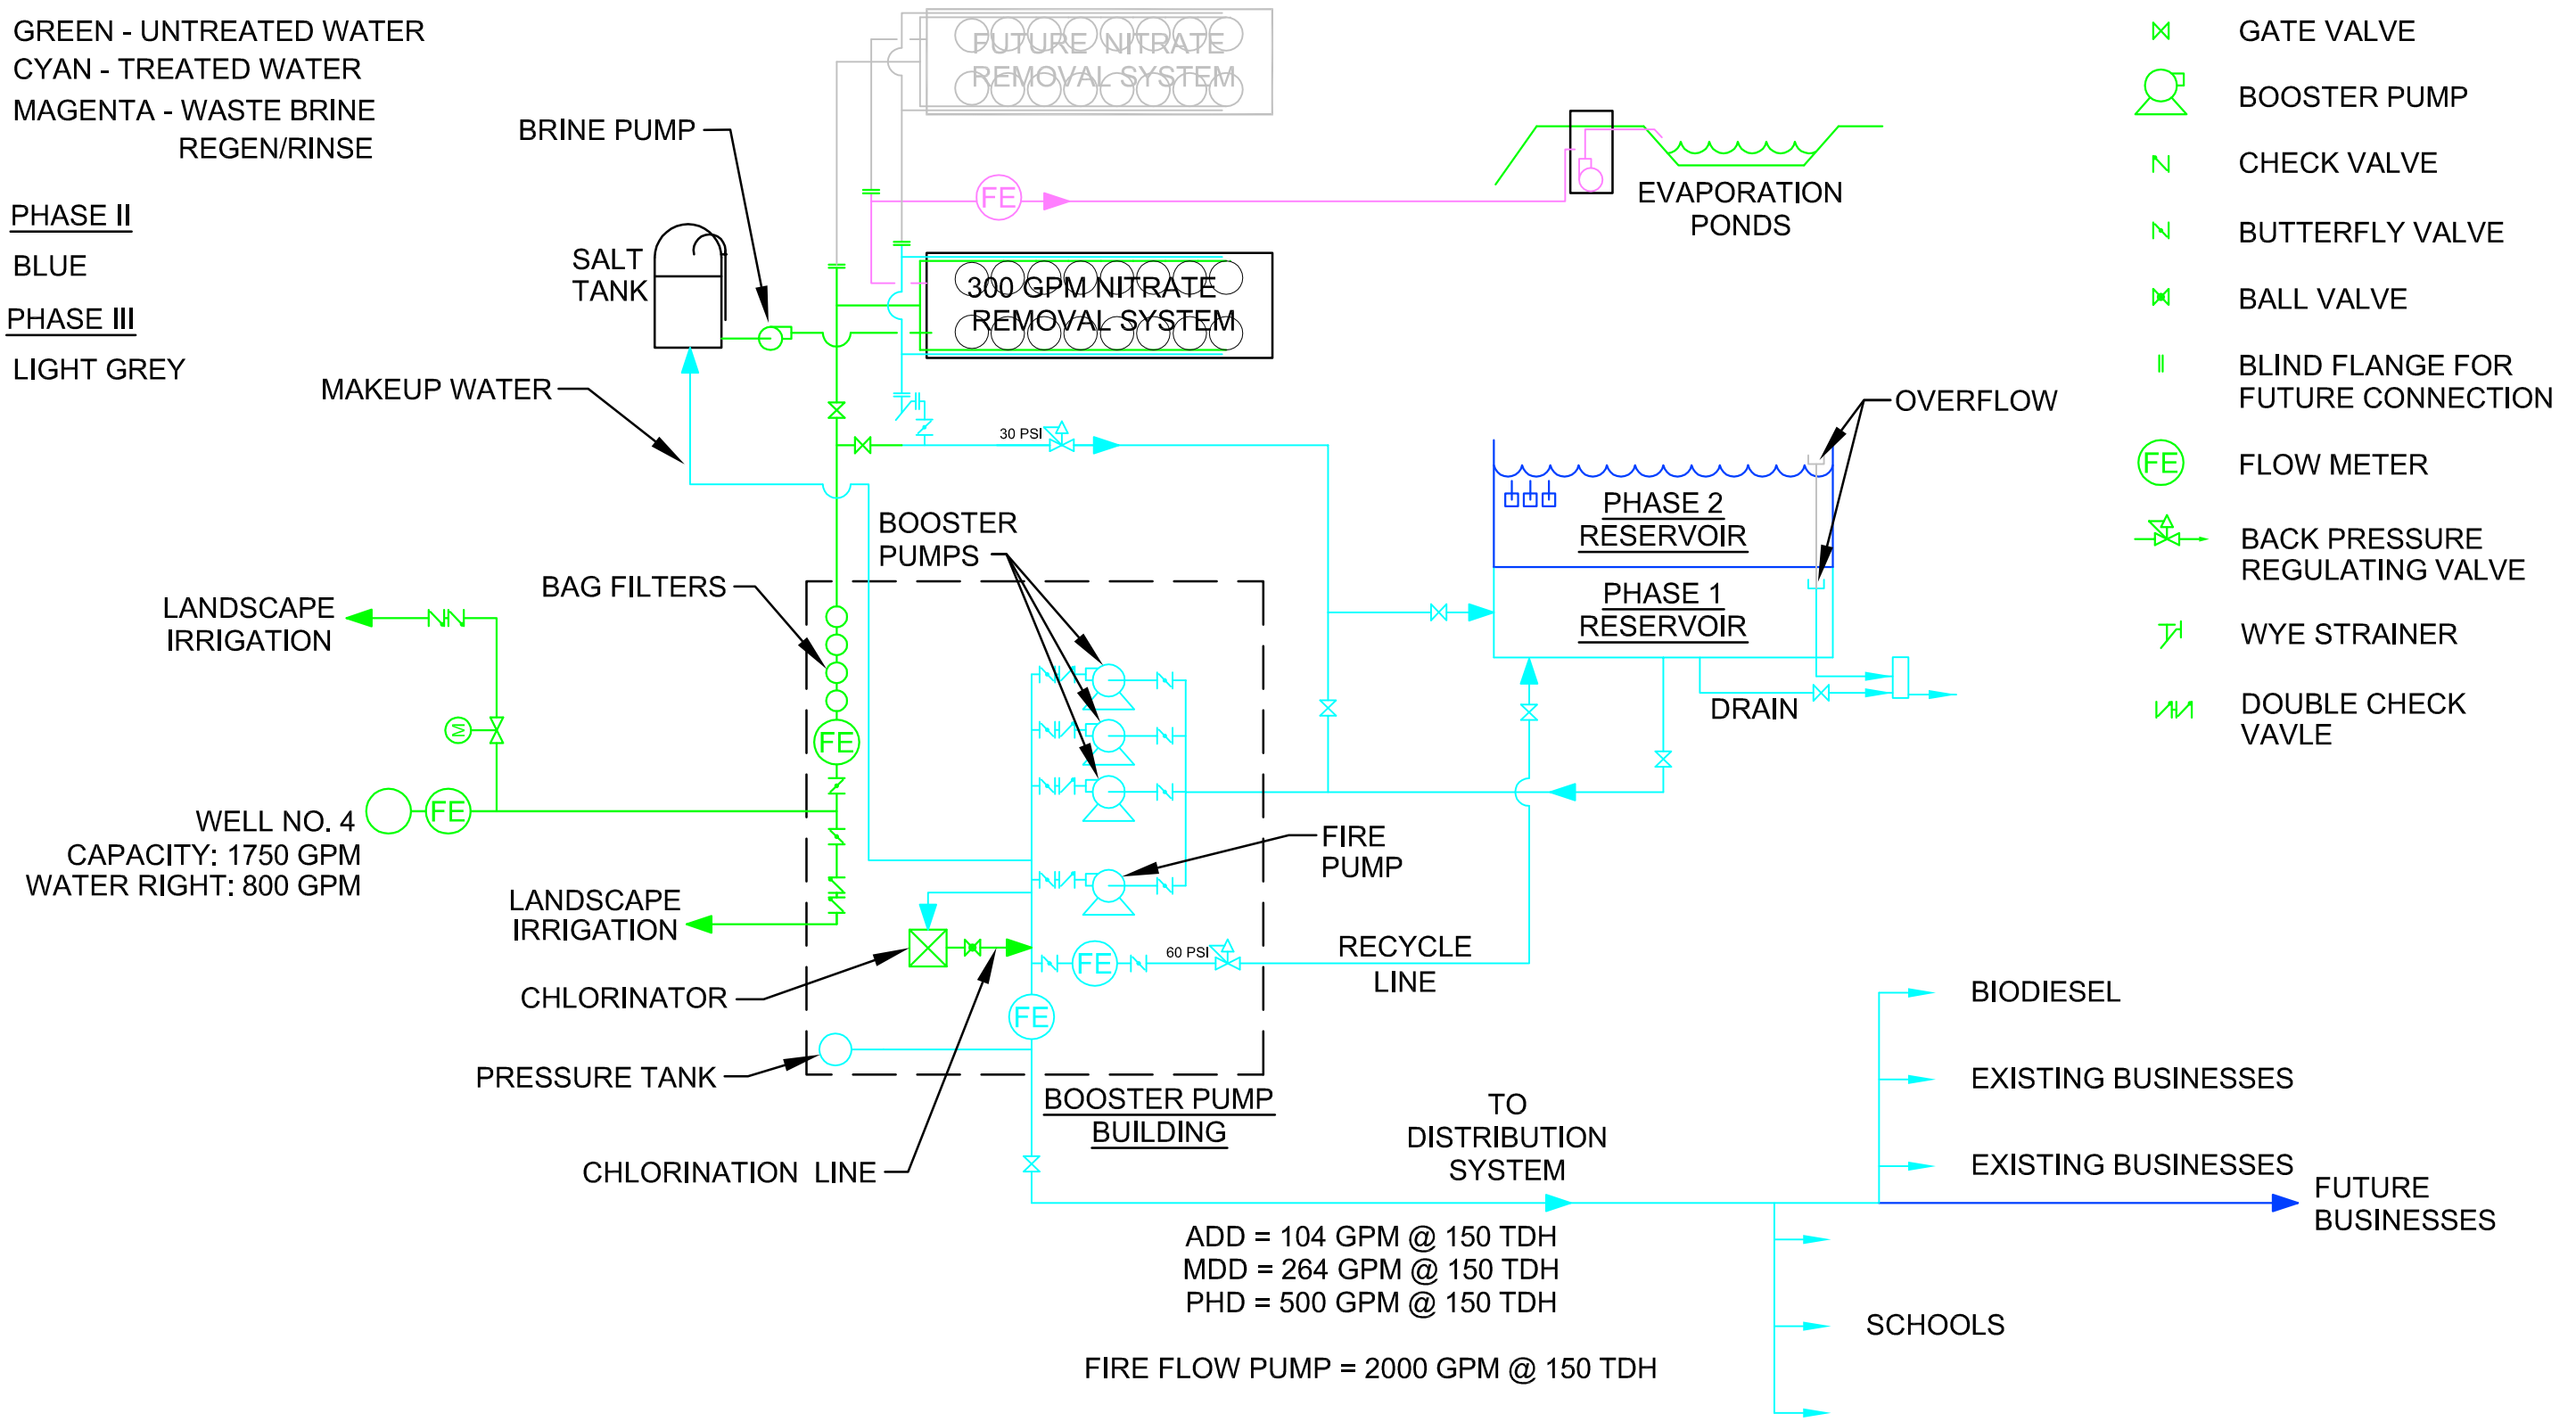 GREEN - UNTREATED WATER
CYAN - TREATED WATER
MAGENTA - WASTE BRINE
REGEN/RINSE
PHASE II
BLUE
PHASE III
LIGHT GREY
FUTURE NITRATE
REMOVAL SYSTEM
BRINE PUMP
SALT
TANK
FE
300 GPM NITRATE
REMOVAL SYSTEM
EVAPORATION
PONDS
MAKEUP WATER
30 PSI
OVERFLOW
PHASE 2
RESERVOIR
PHASE 1
RESERVOIR
DRAIN
BOOSTER
PUMPS
BAG FILTERS
LANDSCAPE
IRRIGATION
M
FE
FE
WELL NO. 4
CAPACITY: 1750 GPM
WATER RIGHT: 800 GPM
LANDSCAPE
IRRIGATION
FIRE
PUMP
CHLORINATOR
FE
60 PSI
RECYCLE
LINE
FE
PRESSURE TANK
BOOSTER PUMP
BUILDING
CHLORINATION LINE
TO
DISTRIBUTION
SYSTEM
BIODIESEL
EXISTING BUSINESSES
EXISTING BUSINESSES
FUTURE
BUSINESSES
SCHOOLS
ADD = 104 GPM @ 150 TDH
MDD = 264 GPM @ 150 TDH
PHD = 500 GPM @ 150 TDH
FIRE FLOW PUMP = 2000 GPM @ 150 TDH
GATE VALVE
BOOSTER PUMP
CHECK VALVE
BUTTERFLY VALVE
BALL VALVE
BLIND FLANGE FOR
FUTURE CONNECTION
FE
FLOW METER
BACK PRESSURE
REGULATING VALVE
WYE STRAINER
DOUBLE CHECK
VAVLE